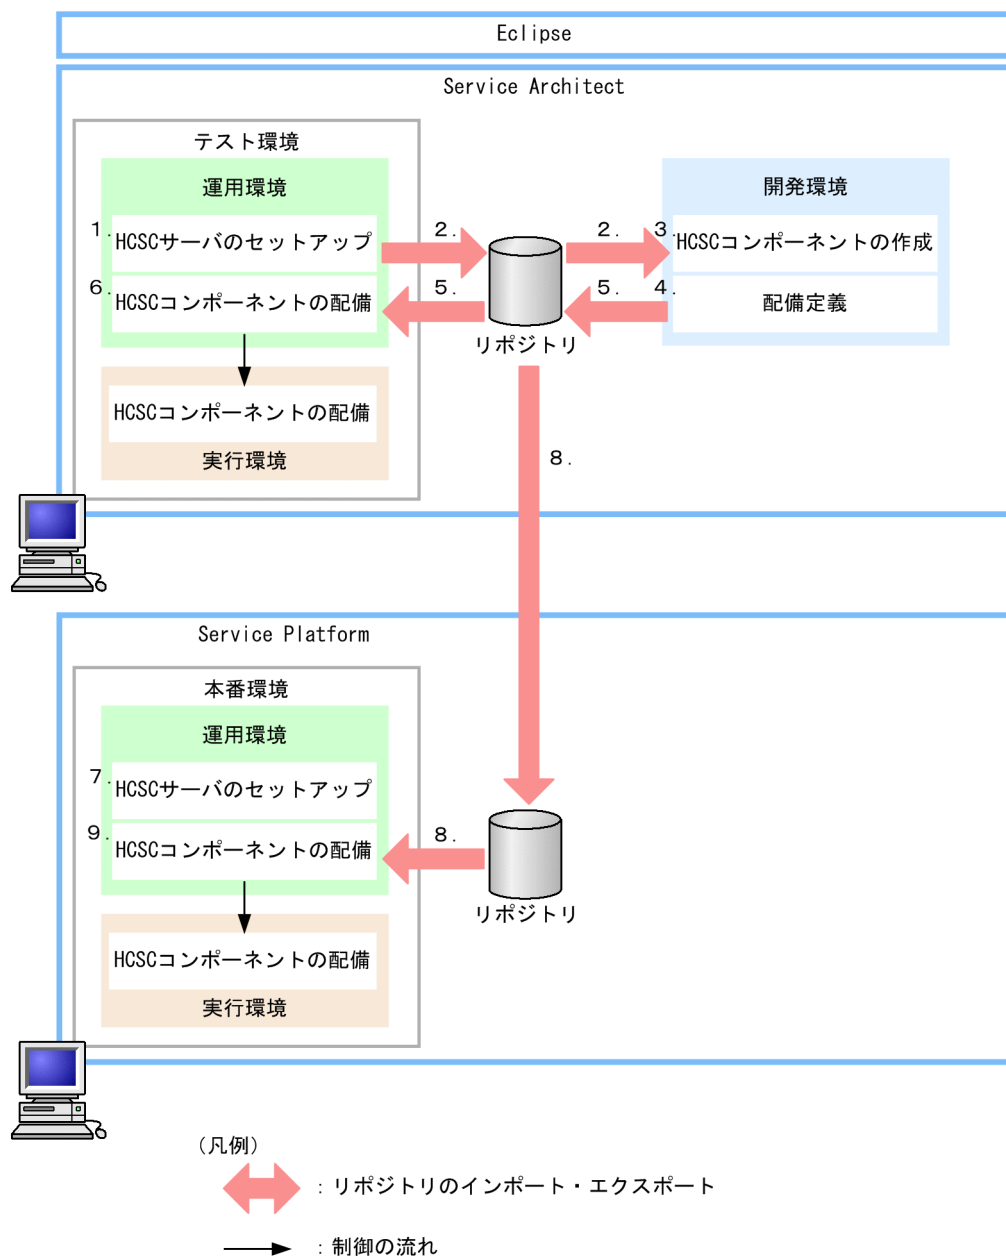 Eclipse
Service Architect
テスト環境
運用環境
開発環境
1.
HCSCサーバのセットアップ
2.
2.
3.
HCSCコンポーネントの作成
6.
HCSCコンポーネントの配備
5.
5.
4.
配備定義
リポジトリ
HCSCコンポーネントの配備
実行環境
8.
Service Platform
本番環境
運用環境
7.
HCSCサーバのセットアップ
9.
HCSCコンポーネントの配備
8.
リポジトリ
HCSCコンポーネントの配備
実行環境
(凡例)
:リポジトリのインポート・エクスポート
:制御の流れ